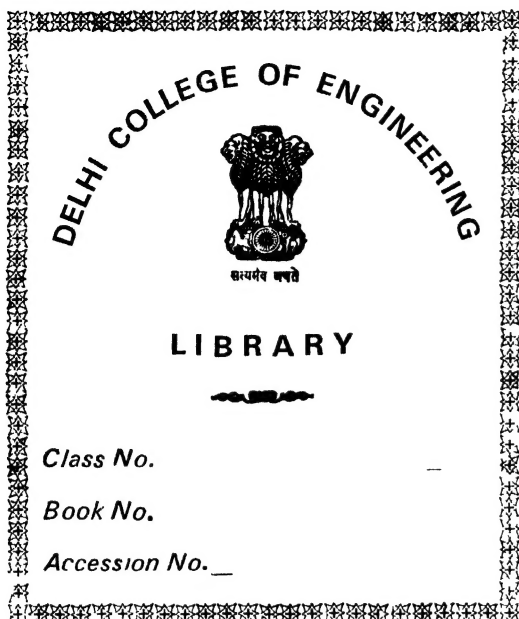 DELHI COLLEGE OF ENGINEERING
सत्यमेव जयते
LIBRARY
Class No.
Book No.
Accession No.